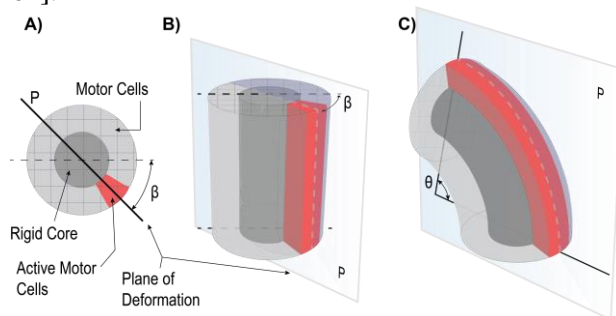 A)
B)
C)
P
Motor Cells
β
Rigid Core
Active Motor
Cells
Plane of
Deformation
β
P
θ
P